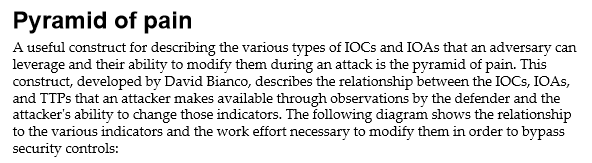 Pyramid of pain
A useful construct for describing the various types of IOCs and IOAs that an adversary can
leverage and their ability to modify them during an attack is the pyramid of pain. This
construct, developed by David Bianco, describes the relationship between the IOCs, IOAs,
and TTPs that an attacker makes available through observations by the defender and the
attacker's ability to change those indicators. The following diagram shows the relationship
to the various indicators and the work effort necessary to modify them in order to bypass
security controls: